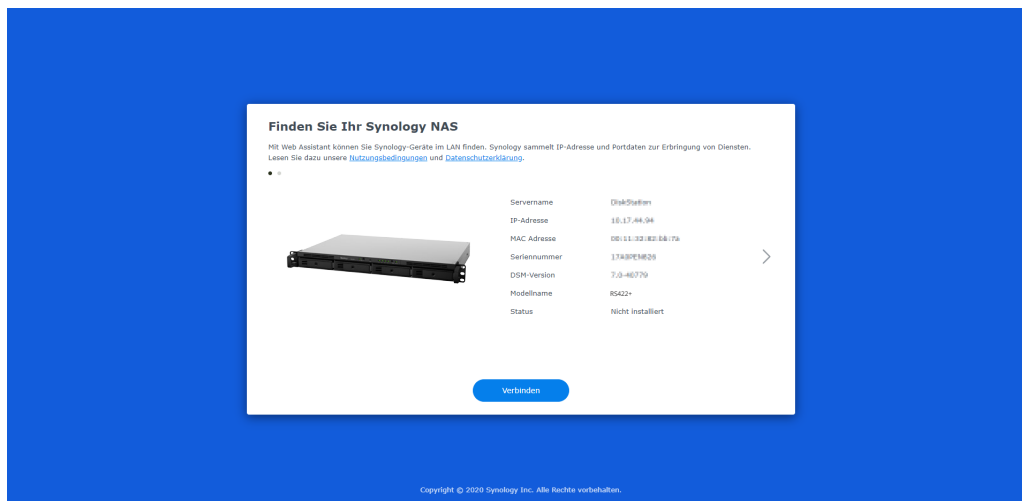 Finden Sie Ihr Synology NAS
Mit Web Assistant können Sie Synology-Geräte im LAN finden. Synology sammelt IP-Adresse und Portdaten zur Erbringung von Diensten.
Lesen Sie dazu unsere Nutzungsbedingungen und Datenschutzerklärung.
Servername DiskStation
IP-Adresse
MAC Adresse
Seriennummer
DSM-Version
Modellname RS422+
Status Nicht installiert
Verbinden
Copyright © 2020 Synology Inc. Alle Rechte vorbehalten.